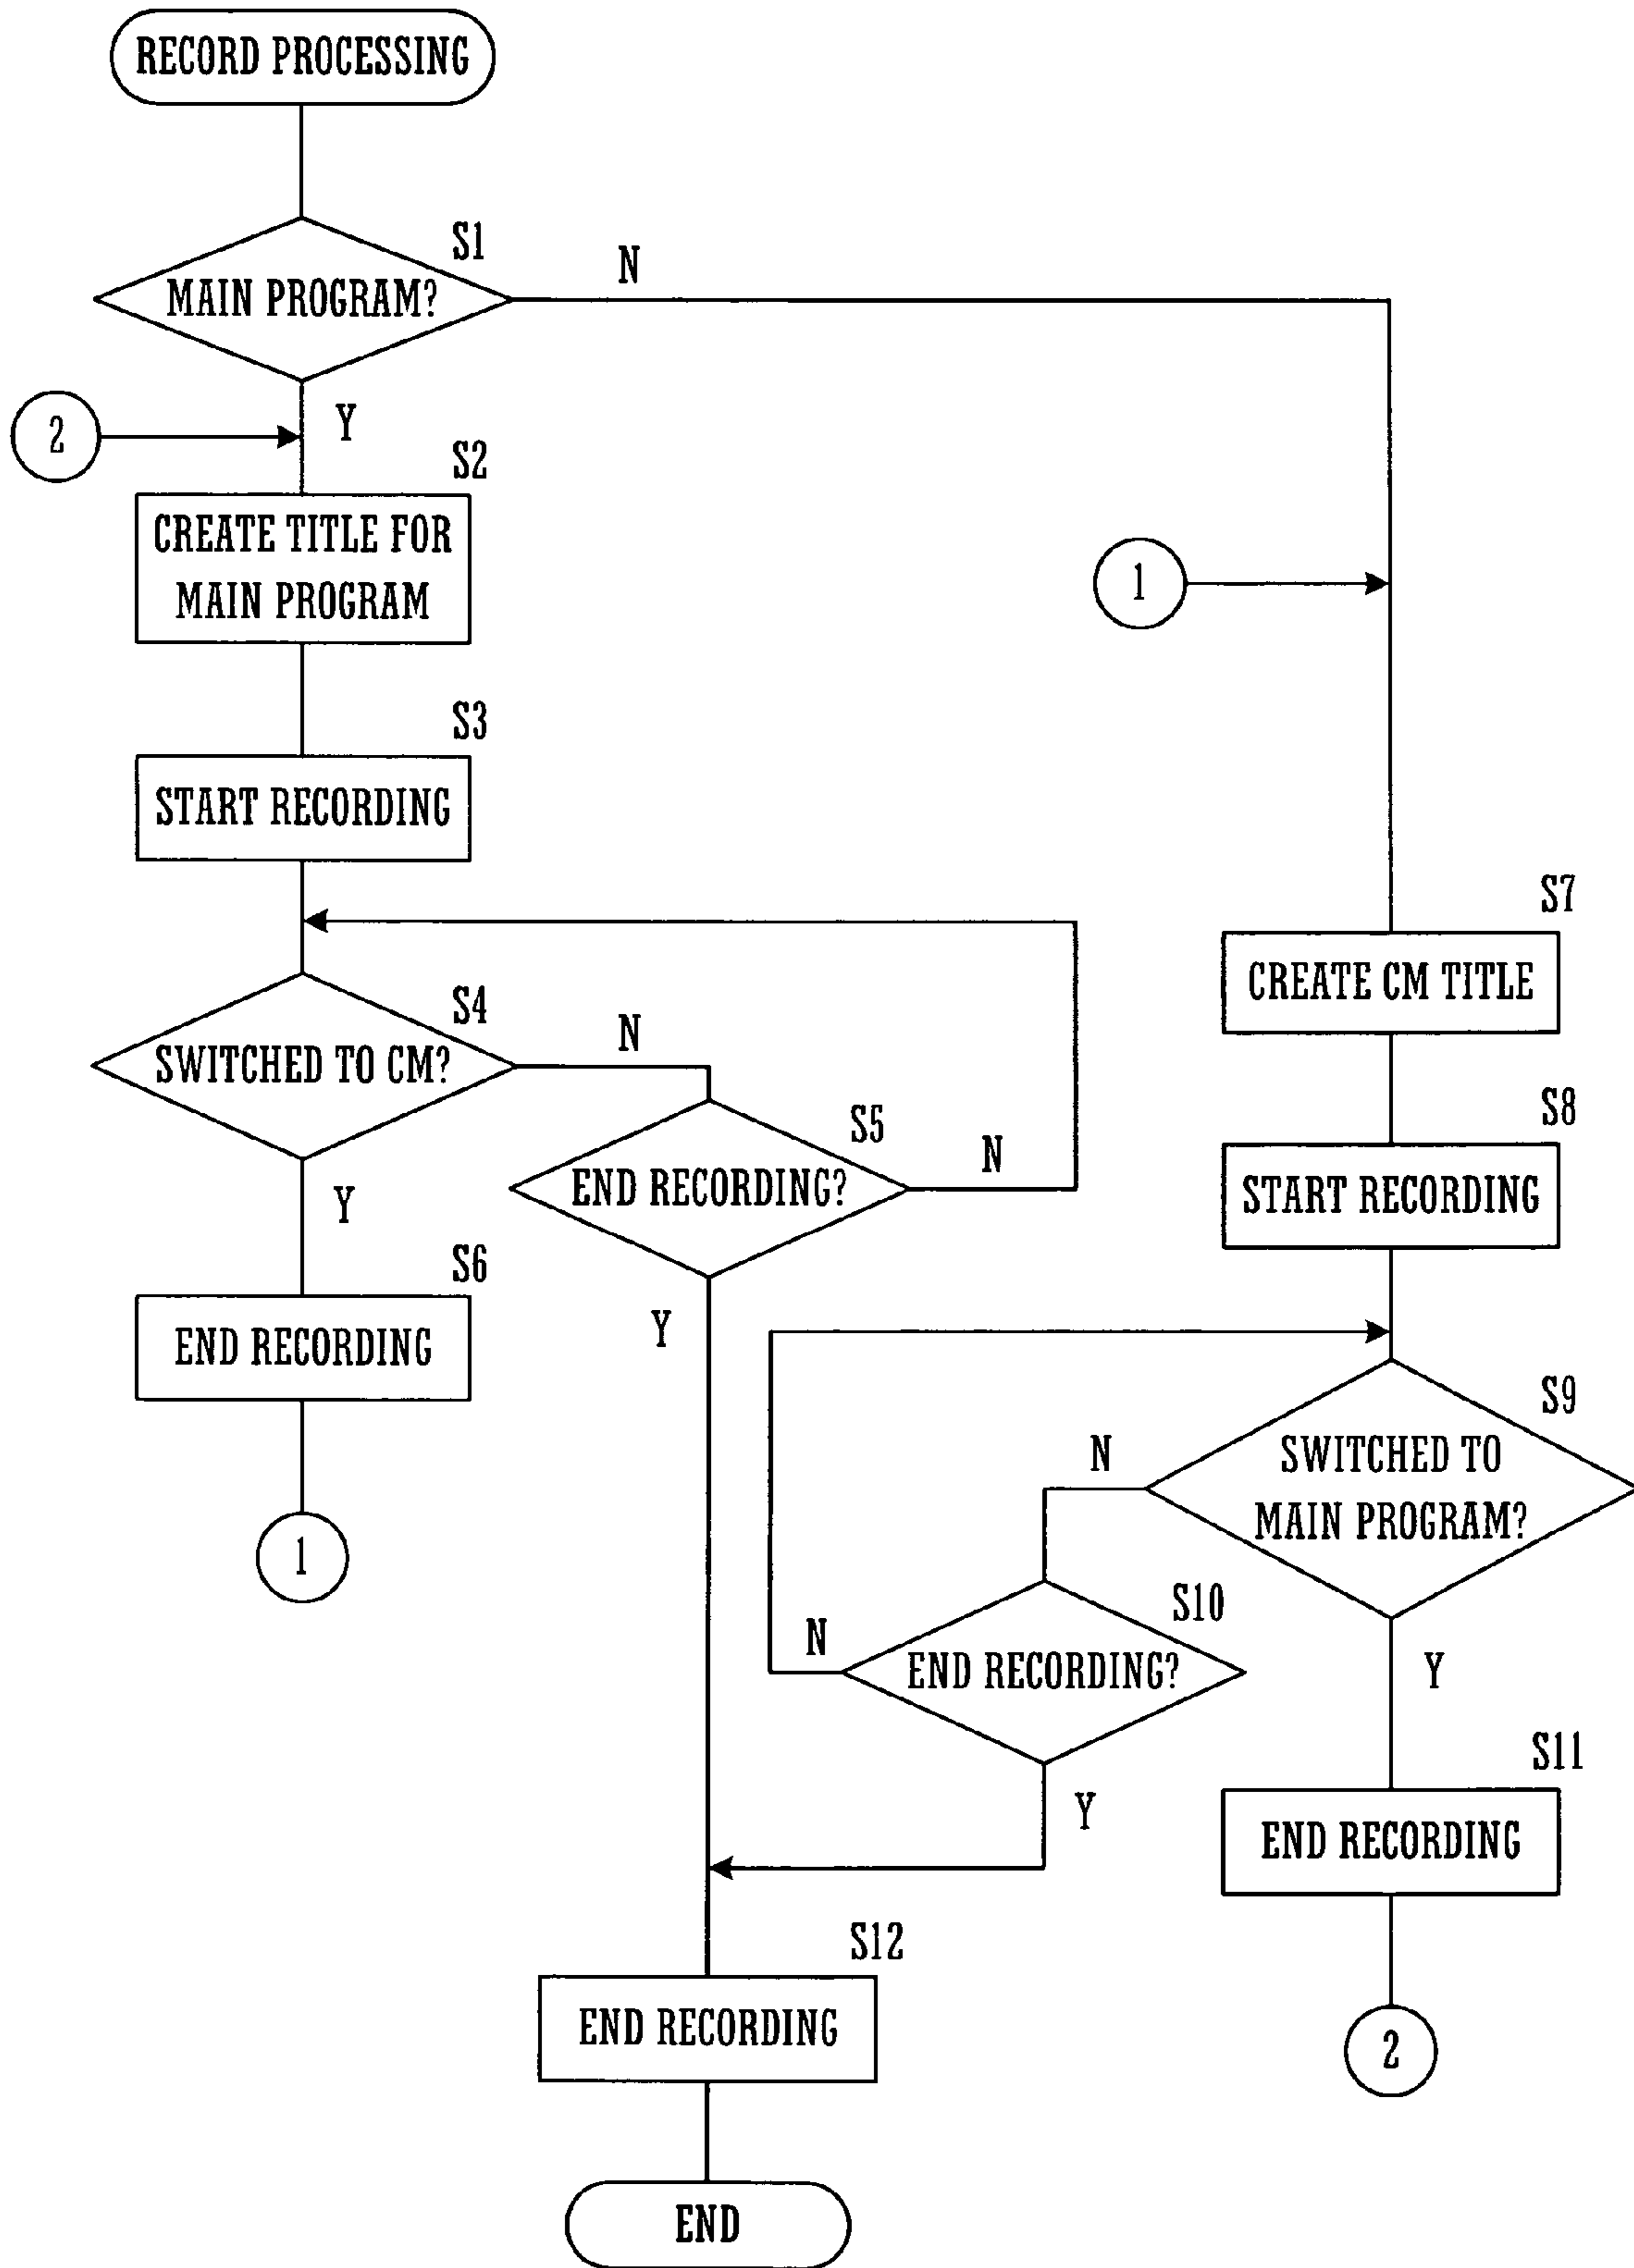 RECORD PROCESSING
S1
MAIN PROGRAM?
N
Y
2
S2
CREATE TITLE FOR
MAIN PROGRAM
1
S3
START RECORDING
S7
CREATE CM TITLE
S4
SWITCHED TO CM?
N
Y
S5
END RECORDING?
N
Y
S8
START RECORDING
S6
END RECORDING
1
S9
SWITCHED TO
MAIN PROGRAM?
N
Y
S10
END RECORDING?
N
Y
S11
END RECORDING
2
S12
END RECORDING
END